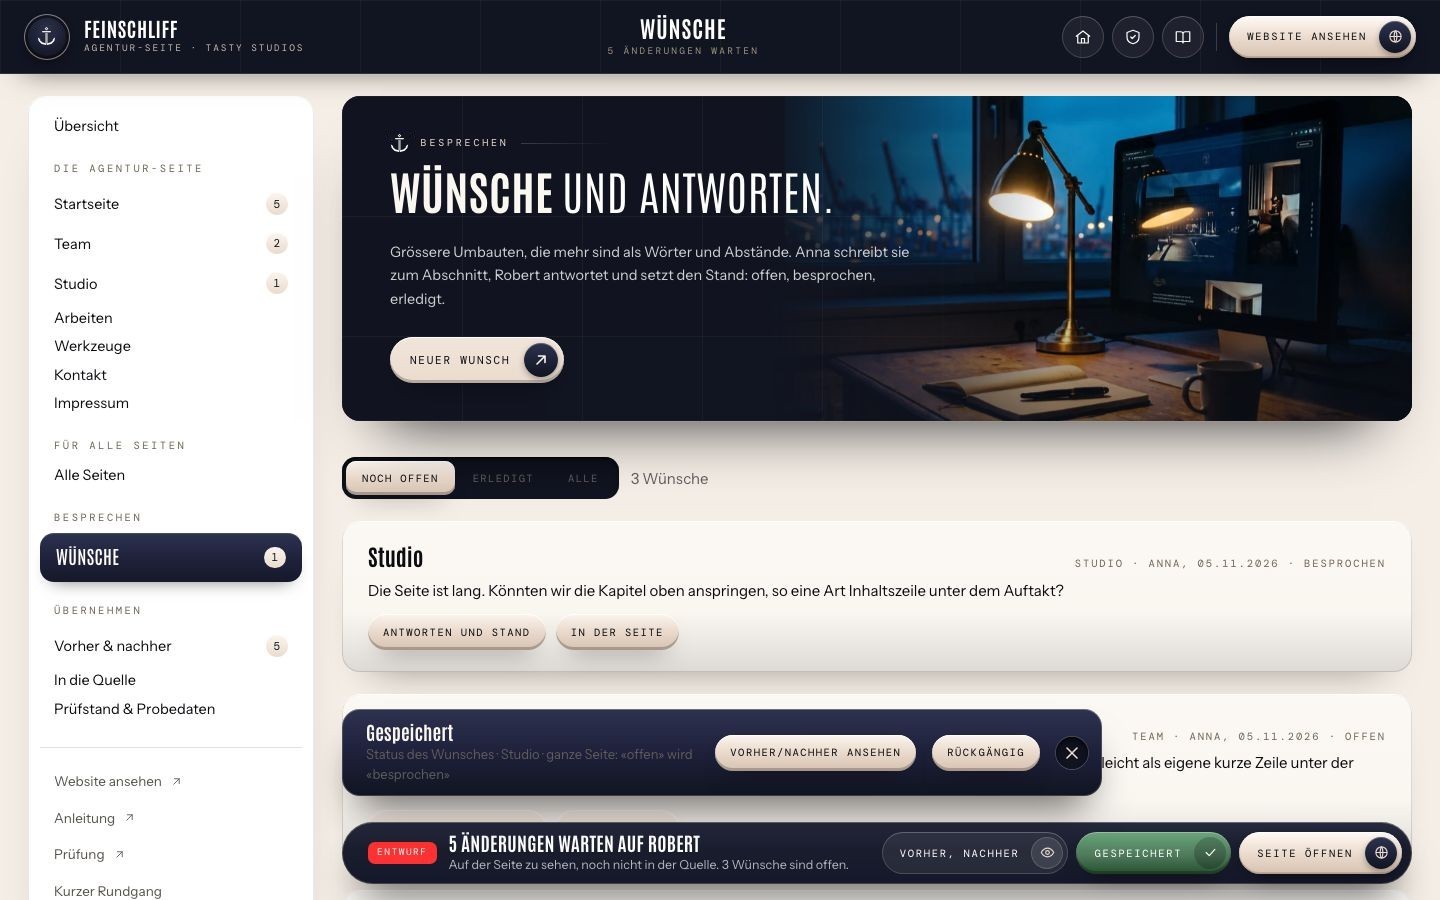 FEINSCHLIFF
AGENTUR-SEITE · TASTY STUDIOS
WÜNSCHE
5 ÄNDERUNGEN WARTEN
WEBSITE ANSEHEN
Übersicht
DIE AGENTUR-SEITE
Startseite 5
Team 2
Studio 1
Arbeiten
Werkzeuge
Kontakt
Impressum
FÜR ALLE SEITEN
Alle Seiten
BESPRECHEN
WÜNSCHE 1
ÜBERNEHMEN
Vorher & nachher 5
In die Quelle
Prüfstand & Probedaten
Website ansehen
Anleitung
Prüfung
Kurzer Rundgang
BESPRECHEN
WÜNSCHE UND ANTWORTEN.
Grössere Umbauten, die mehr sind als Wörter und Abstände. Anna schreibt sie
zum Abschnitt, Robert antwortet und setzt den Stand: offen, besprochen,
erledigt.
NEUER WUNSCH
NOCH OFFEN ERLEDIGT ALLE 3 Wünsche
Studio
STUDIO · ANNA, 05.11.2026 · BESPROCHEN
Die Seite ist lang. Könnten wir die Kapitel oben anspringen, so eine Art Inhaltszeile unter dem Auftakt?
ANTWORTEN UND STAND IN DER SEITE
TEAM · ANNA, 05.11.2026 · OFFEN
leicht als eigene kurze Zeile unter der
Gespeichert
Status des Wunsches · Studio · ganze Seite: «offen» wird
«besprochen»
VORHER/NACHHER ANSEHEN RÜCKGÄNGIG
ENTWURF
5 ÄNDERUNGEN WARTEN AUF ROBERT
Auf der Seite zu sehen, noch nicht in der Quelle. 3 Wünsche sind offen.
VORHER, NACHHER GESPEICHERT SEITE ÖFFNEN